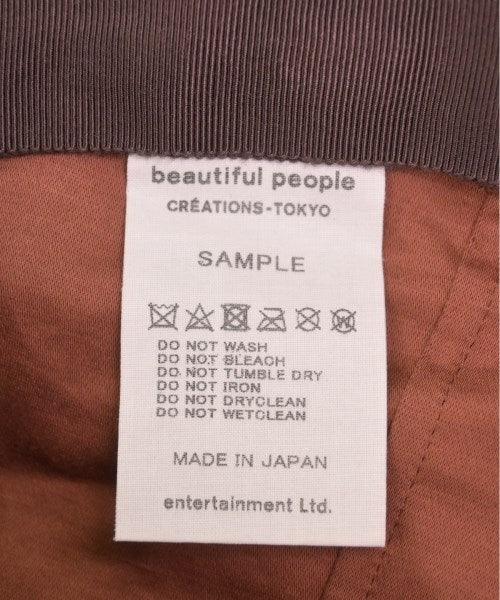 beautiful people
CRÉATIONS-TOKYO
SAMPLE
DO NOT WASH
DO NOT BLEACH
DO NOT TUMBLE DRY
DO NOT IRON
DO NOT DRYCLEAN
DO NOT WETCLEAN
MADE IN JAPAN
entertainment Ltd.